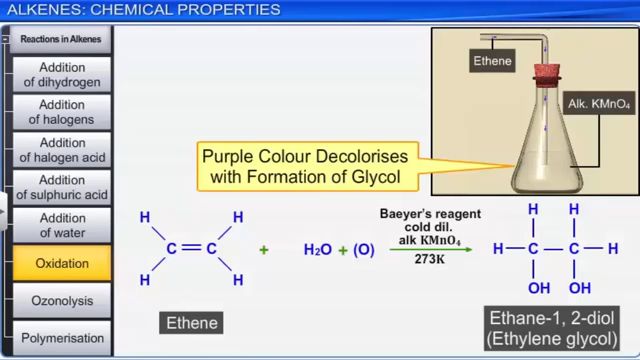 ALKENES: CHEMICAL PROPERTIES
Reactions in Alkenes
Addition
of dihydrogen
Addition
of halogens
Addition
of halogen acid
Addition
of sulphuric acid
Addition
of water
Oxidation
Ozonolysis
Polymerisation
Ethene
Alk. KMnO₄
Purple Colour Decolorises
with Formation of Glycol
H H
C C
H H
+
H₂O + (O)
Baeyer's reagent
cold dil.
alk KMnO₄
273K
H H
H C C H
OH OH
Ethene
Ethane-1, 2-diol
(Ethylene glycol)